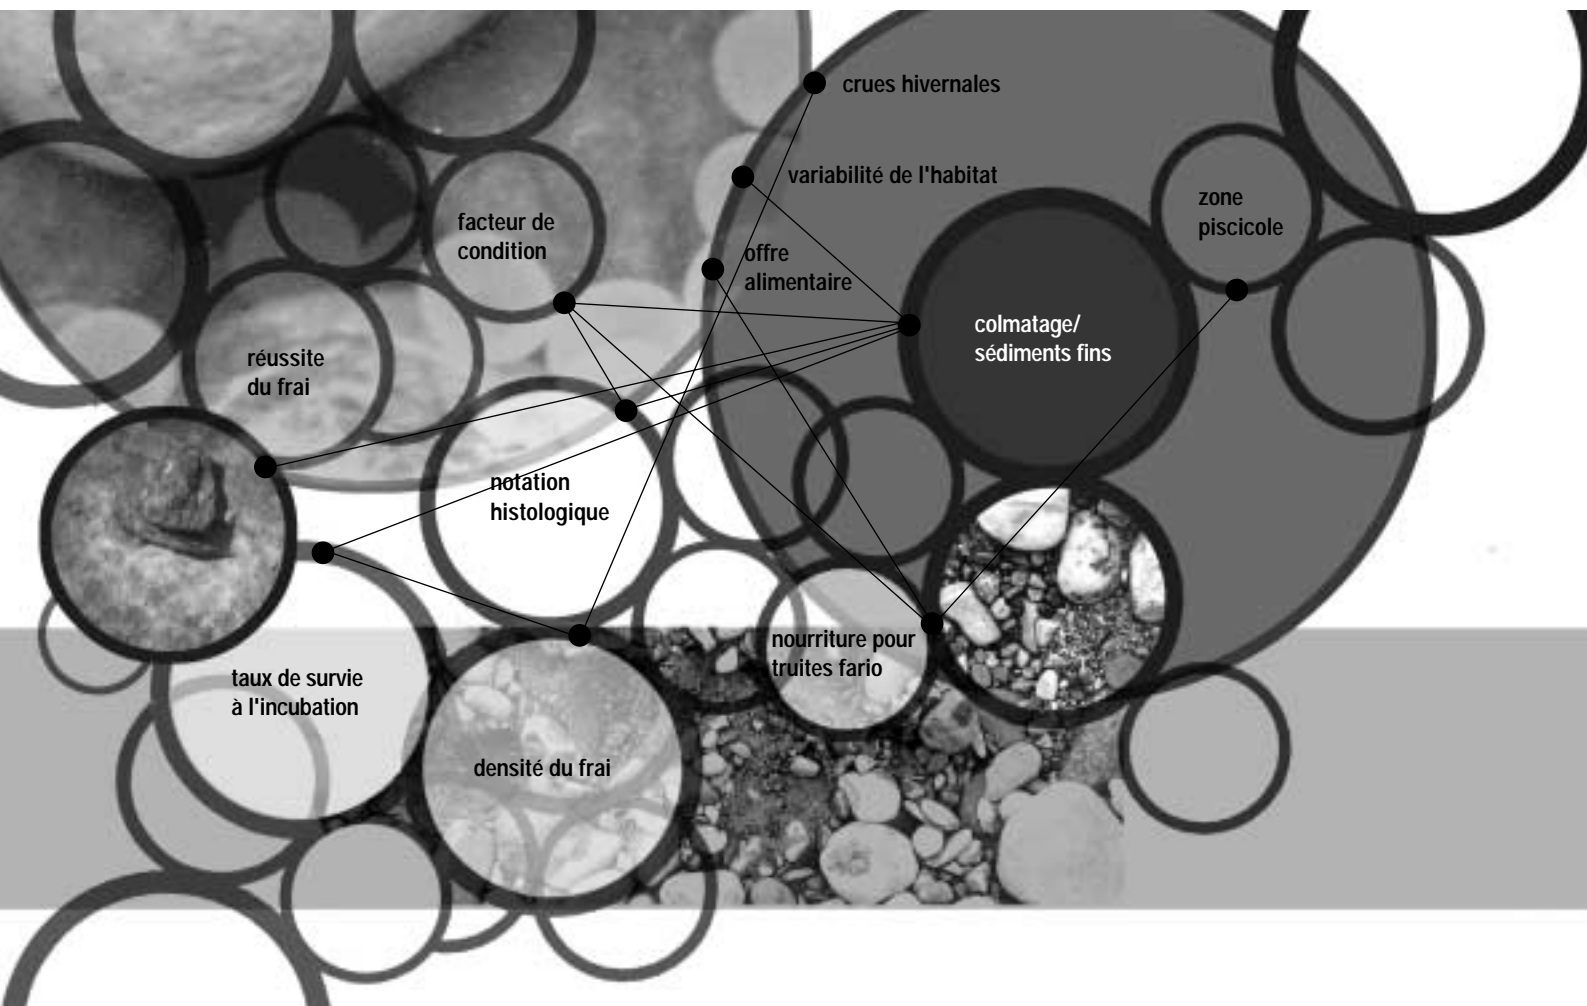 crues hivernales
variabilité de l'habitat
zone
piscicole
facteur de
condition
offre
alimentaire
colmatage/
sédiments fins
réussite
du frai
notation
histologique
nourriture pour
truites fario
taux de survie
à l'incubation
densité du frai